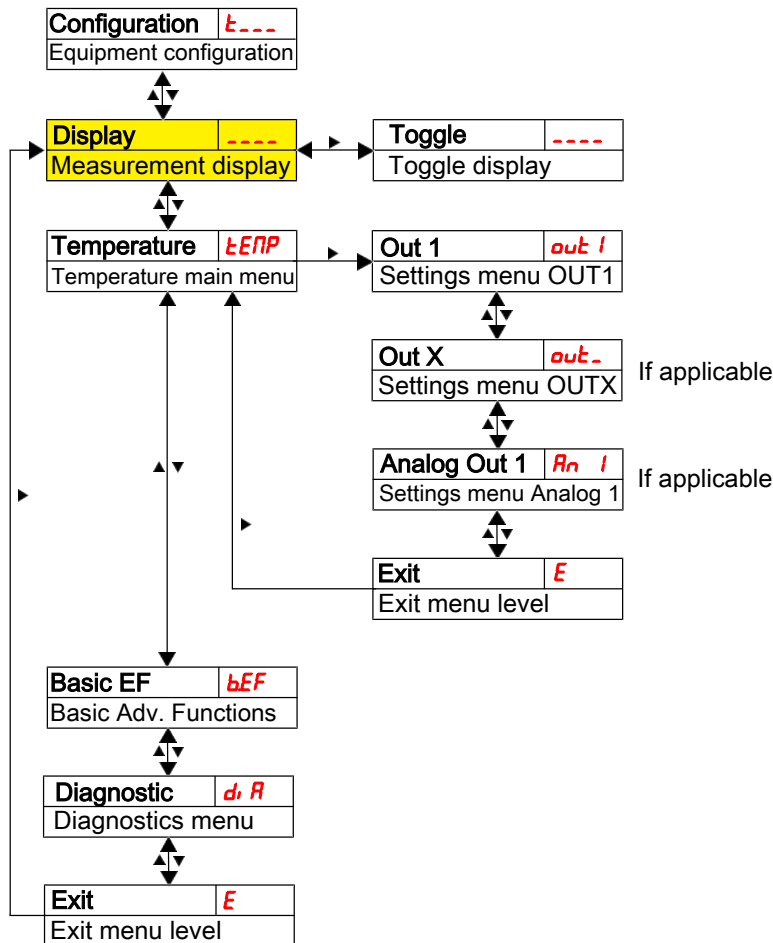 Configuration t___
Equipment configuration
Display ----
Measurement display
Toggle ----
Toggle display
Temperature tEMP
Temperature main menu
Out 1 out 1
Settings menu OUT1
Out X out_
Settings menu OUTX
If applicable
Analog Out 1 An 1
Settings menu Analog 1
If applicable
Exit E
Exit menu level
Basic EF bEF
Basic Adv. Functions
Diagnostic diA
Diagnostics menu
Exit E
Exit menu level